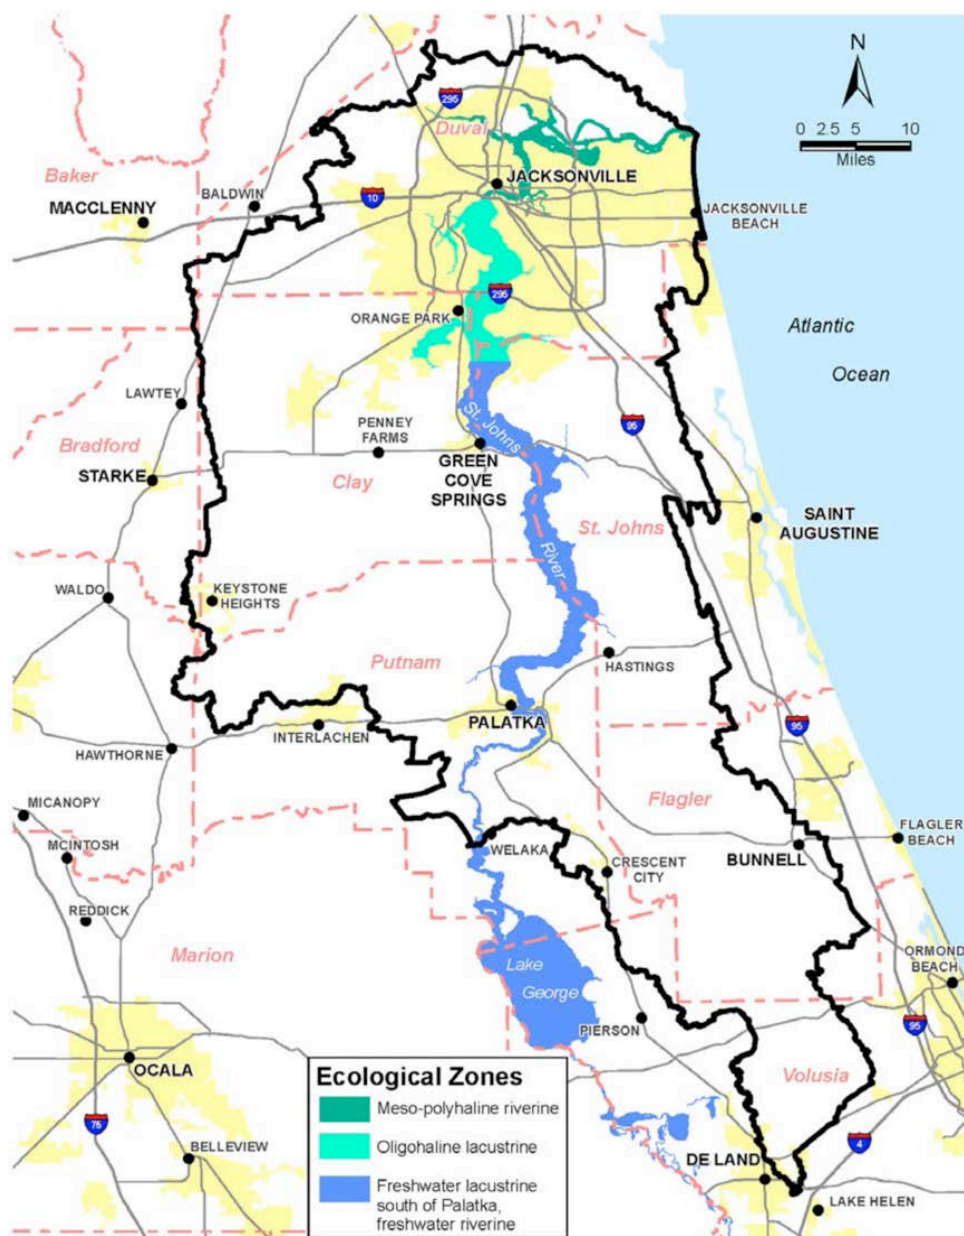 N
0 2.5 5 10
Miles
295
Duval
Baker
JACKSONVILLE
BALDWIN
MACCLENNY
10
JACKSONVILLE
BEACH
295
ORANGE PARK
Atlantic
Ocean
LAWTEY
St. Johns
River
PENNEY
FARMS
95
Bradford
GREEN
COVE
SPRINGS
STARKE
Clay
SAINT
AUGUSTINE
St. Johns
WALDO
KEYSTONE
HEIGHTS
HASTINGS
Putnam
PALATKA
INTERLACHEN
95
HAWTHORNE
MICANOPY
Flagler
FLAGLER
BEACH
MCINTOSH
WELAKA
BUNNELL
CRESCENT
CITY
REDDICK
Marion
ORMOND
BEACH
Lake
George
PIERSON
95
OCALA
Volusia
75
BELLEVIEW
4
DE LAND
LAKE HELEN
Ecological Zones
Meso-polyhaline riverine
Oligohaline lacustrine
Freshwater lacustrine
south of Palatka,
freshwater riverine